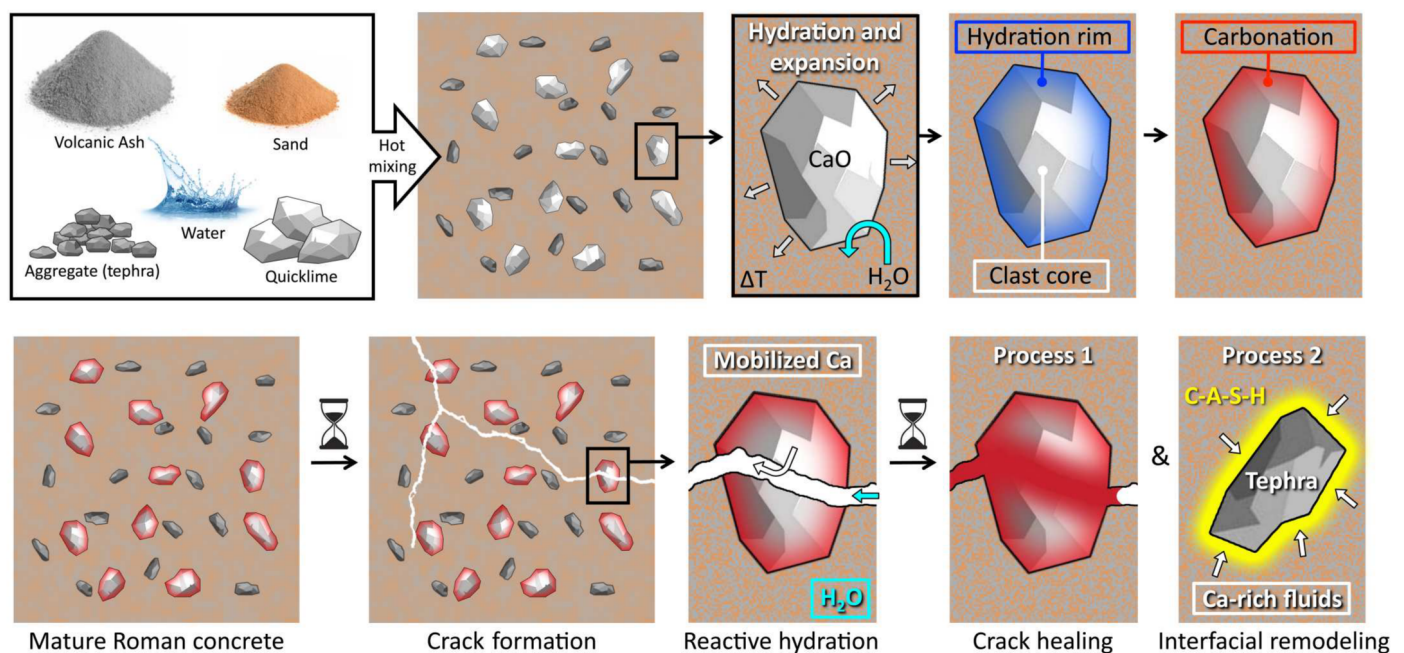 Volcanic Ash
Sand
Water
Aggregate (tephra)
Quicklime
Hot
mixing
Hydration and
expansion
CaO
ΔT
H₂O
Hydration rim
Clast core
Carbonation
Mature Roman concrete
Crack formation
Mobilized Ca
H₂O
Reactive hydration
Process 1
Crack healing
&
Process 2
C-A-S-H
Tephra
Ca-rich fluids
Interfacial remodeling